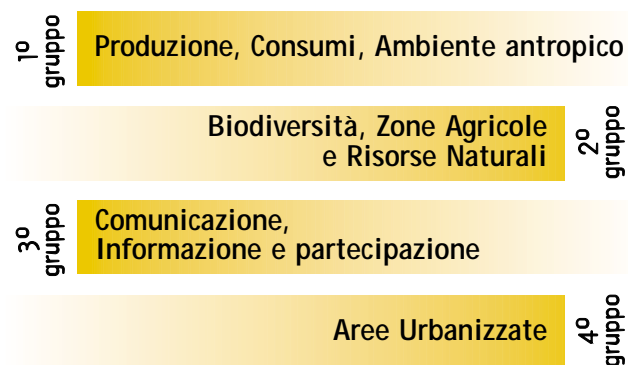 1º gruppo
Produzione, Consumi, Ambiente antropico
Biodiversità, Zone Agricole
e Risorse Naturali
2º gruppo
3º gruppo
Comunicazione,
Informazione e partecipazione
Aree Urbanizzate
4º gruppo